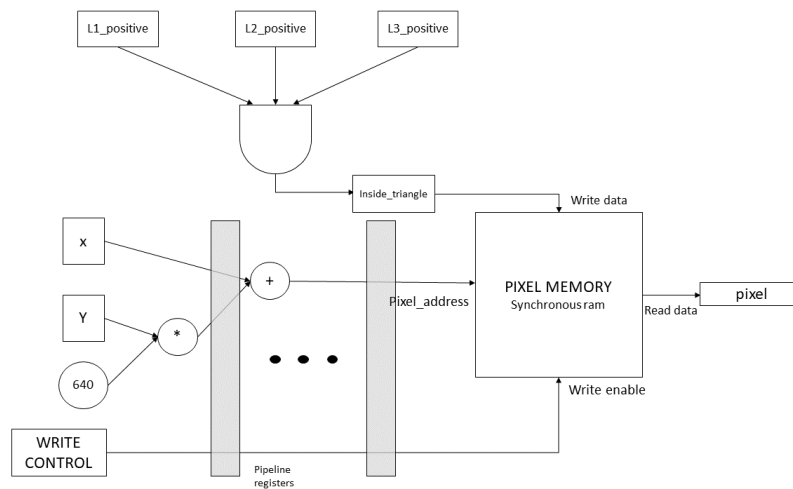 L1_positive
L2_positive
L3_positive
Inside_triangle
Write data
x
+
PIXEL MEMORY
Synchronous ram
pixel
Pixel_address
Read data
Y
*
640
Write enable
WRITE
CONTROL
Pipeline
registers